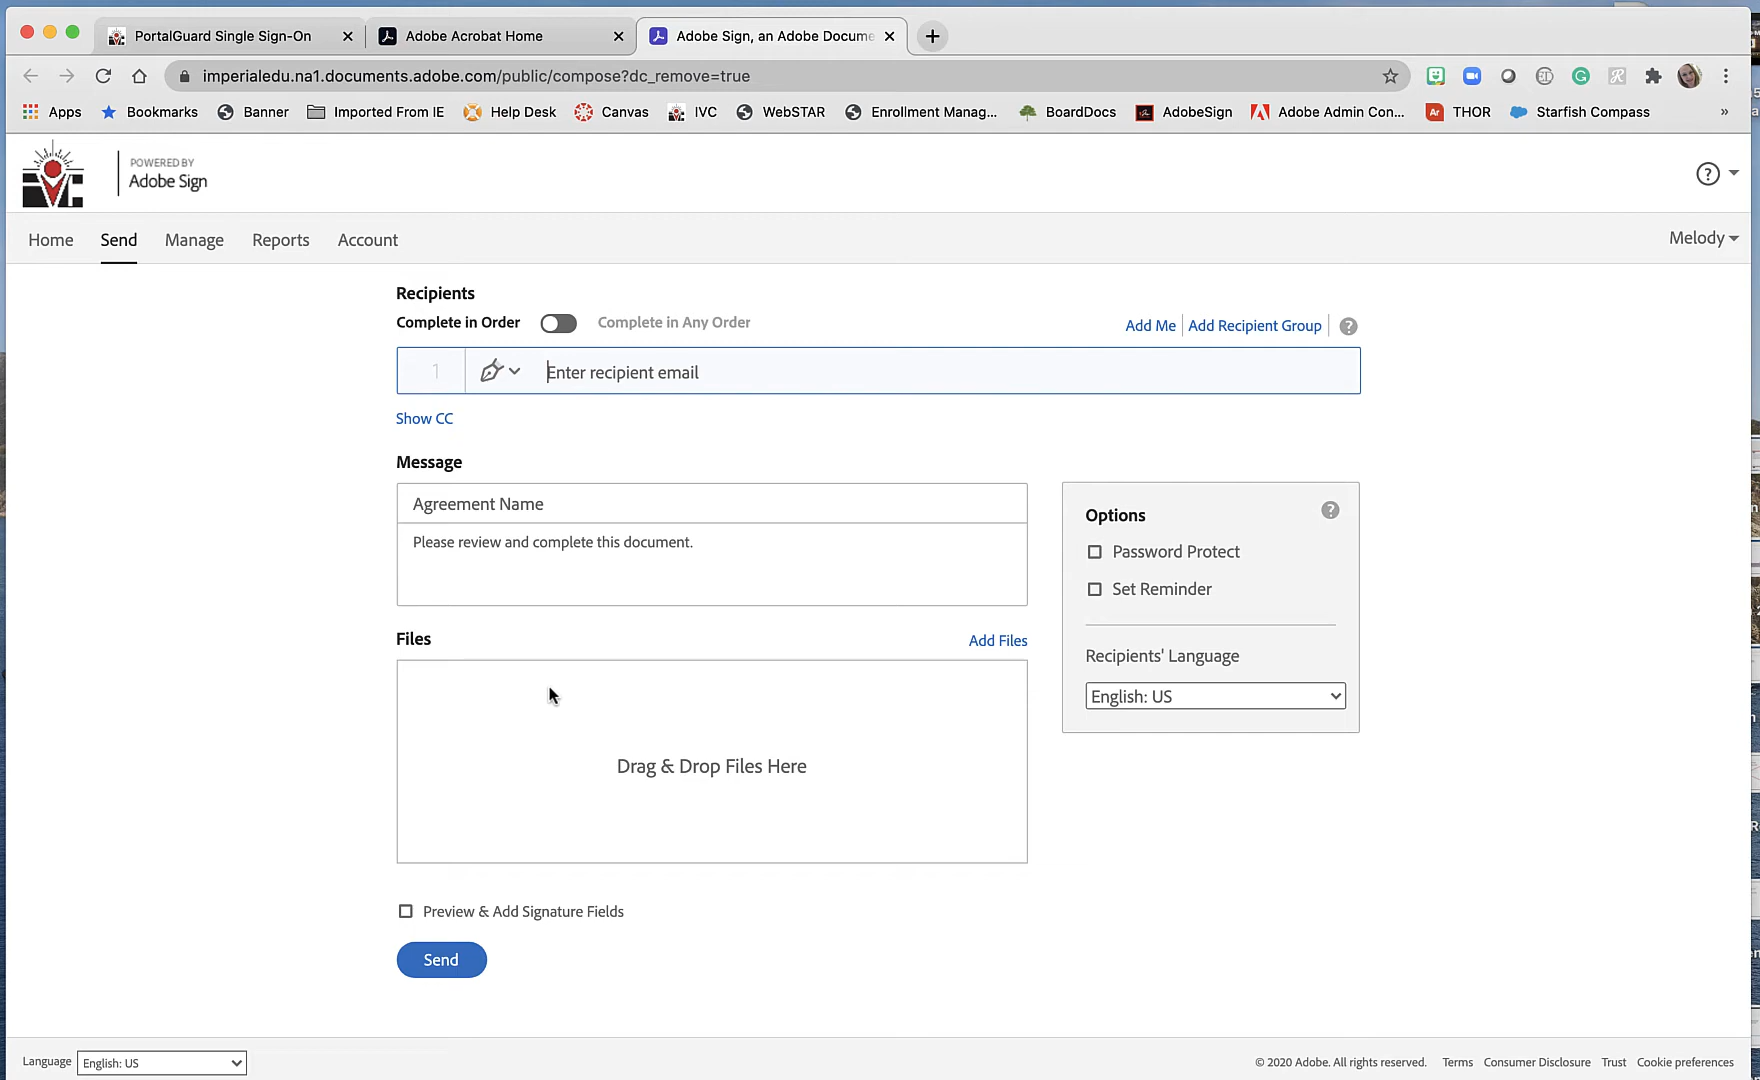 PortalGuard Single Sign-On
Adobe Acrobat Home
Adobe Sign, an Adobe Docume
imperialedu.na1.documents.adobe.com/public/compose?dc_remove=true
Apps Bookmarks Banner Imported From IE Help Desk Canvas IVC WebSTAR Enrollment Manag... BoardDocs AdobeSign Adobe Admin Con... THOR Starfish Compass »
POWERED BY
Adobe Sign
Home Send Manage Reports Account
Melody
Recipients
Complete in Order Complete in Any Order
Add Me Add Recipient Group
1 Enter recipient email
Show CC
Message
Agreement Name
Please review and complete this document.
Options
Password Protect
Set Reminder
Recipients' Language
English: US
Files
Add Files
Drag & Drop Files Here
Preview & Add Signature Fields
Send
Language English: US
© 2020 Adobe. All rights reserved. Terms Consumer Disclosure Trust Cookie preferences